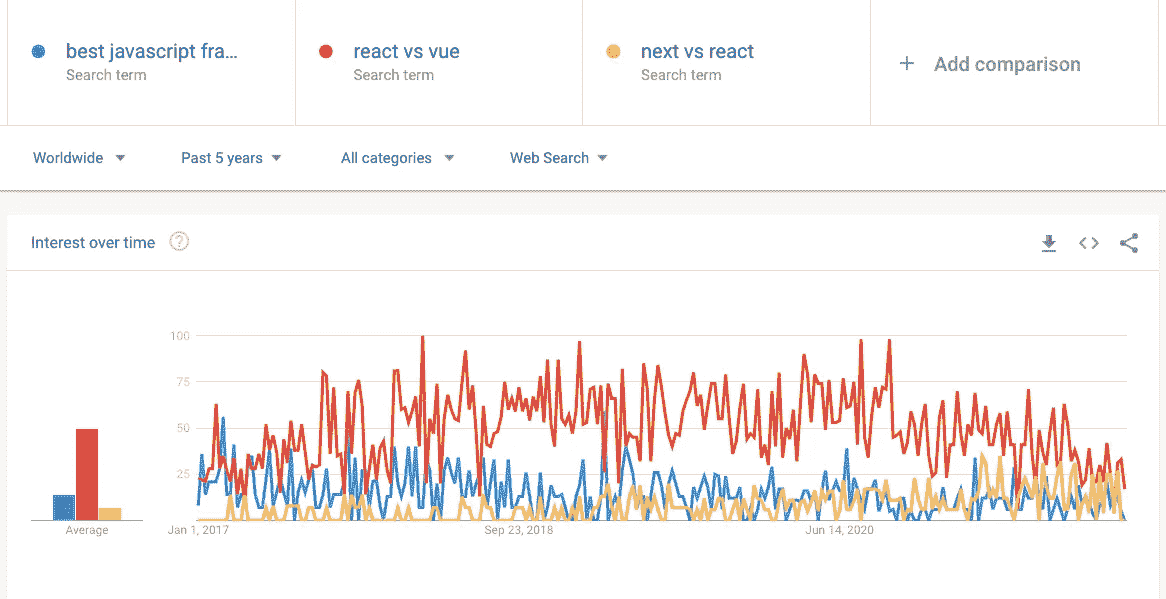 best javascript fra...
Search term
react vs vue
Search term
next vs react
Search term
+ Add comparison
Worldwide
Past 5 years
All categories
Web Search
Interest over time
?
100
75
50
25
Average
Jan 1, 2017
Sep 23, 2018
Jun 14, 2020